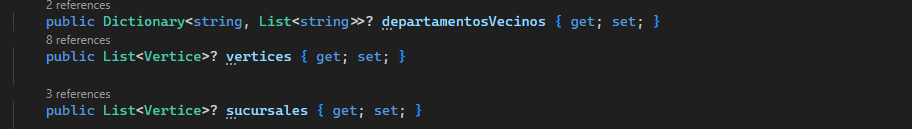 2 references
public Dictionary<string, List<string>>? departamentosVecinos { get; set; }
8 references
public List<Vertice>? vertices { get; set; }
3 references
public List<Vertice>? sucursales { get; set; }